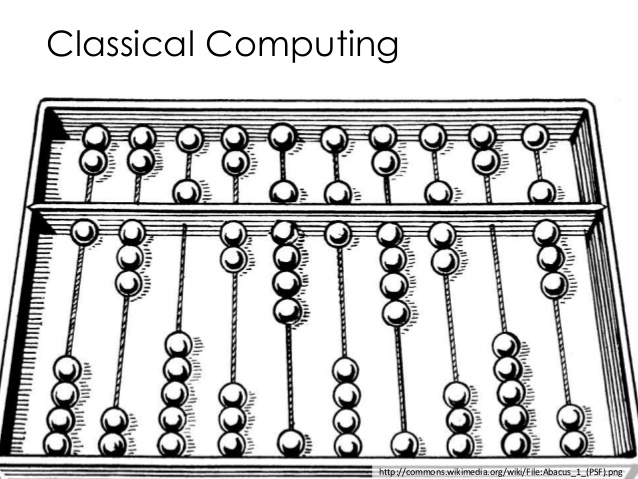 Classical Computing
http://commons.wikimedia.org/wiki/File:Abacus_1_(PSF).png